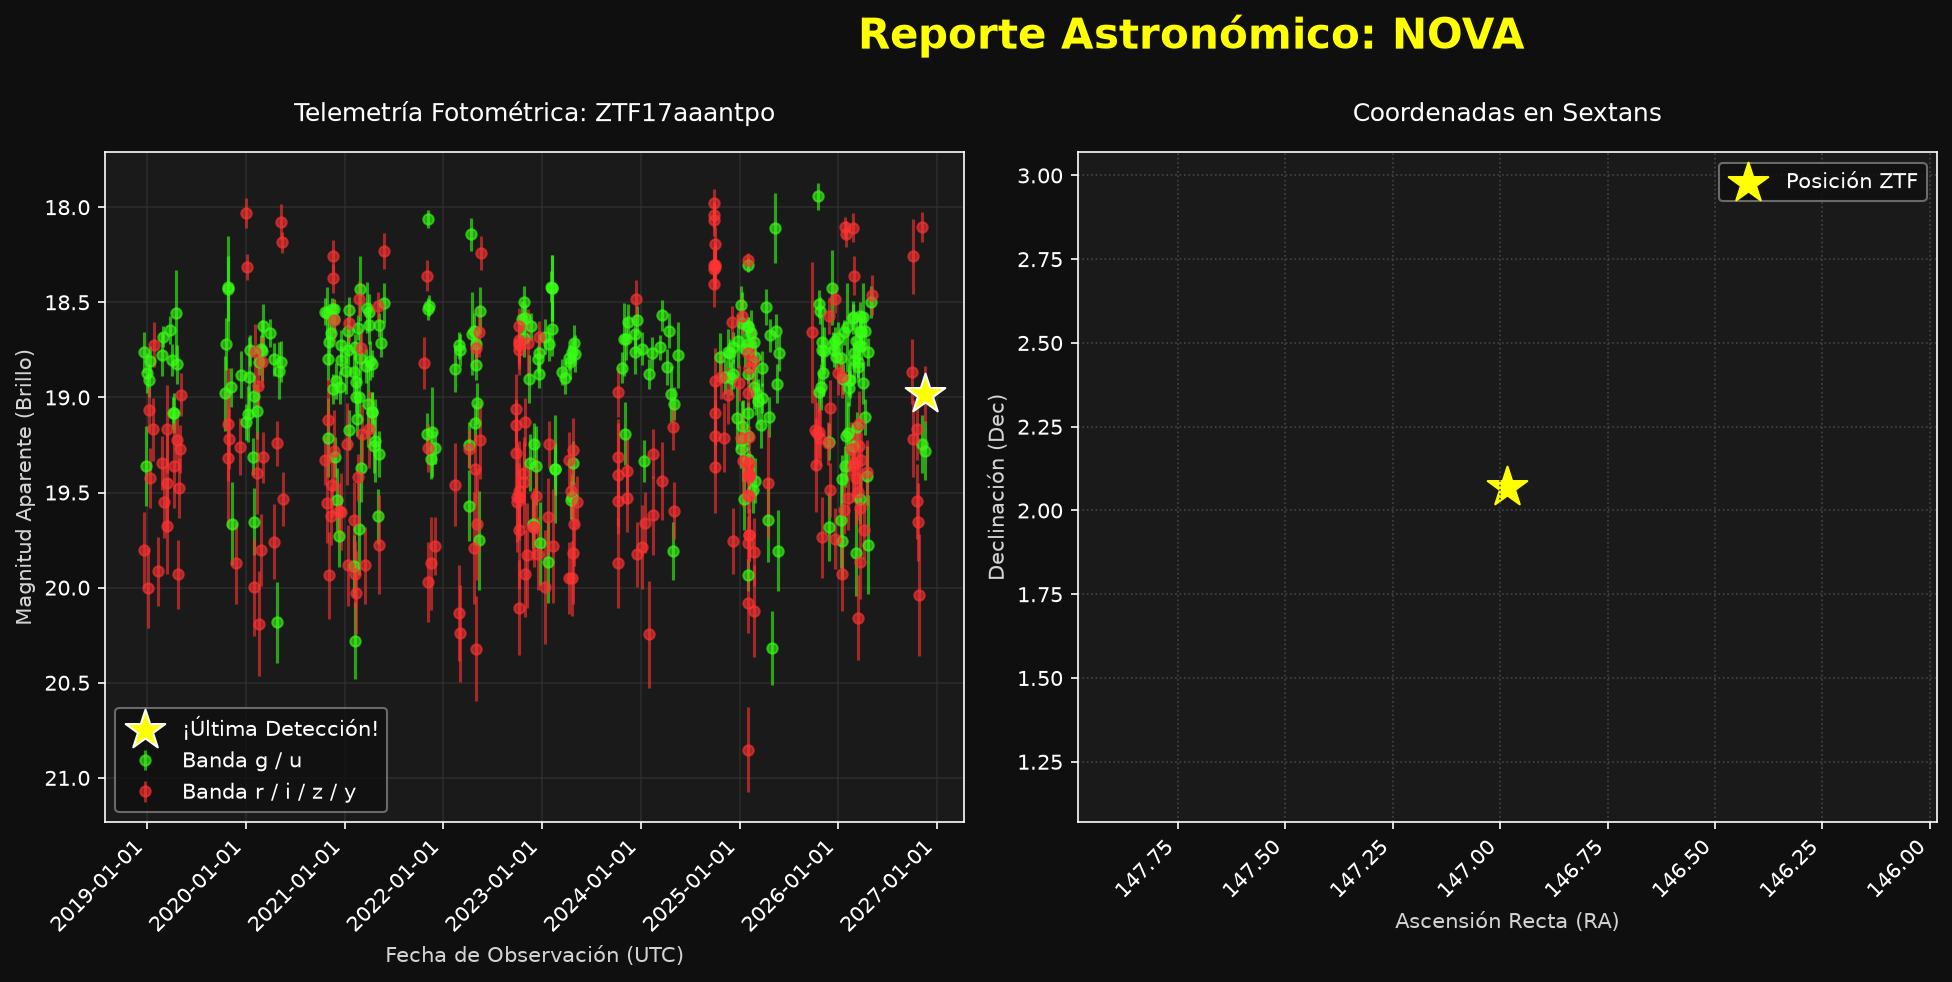 Reporte Astronómico: NOVA
Telemetría Fotométrica: ZTF17aaantpo
Magnitud Aparente (Brillo)
18.0
18.5
19.0
19.5
20.0
20.5
21.0
¡Última Detección!
Banda g / u
Banda r / i / z / y
2019-01-01
2020-01-01
2021-01-01
2022-01-01
2023-01-01
2024-01-01
2025-01-01
2026-01-01
2027-01-01
Fecha de Observación (UTC)
Coordenadas en Sextans
Declinación (Dec)
3.00
2.75
2.50
2.25
2.00
1.75
1.50
1.25
Posición ZTF
147.75
147.50
147.25
147.00
146.75
146.50
146.25
146.00
Ascensión Recta (RA)